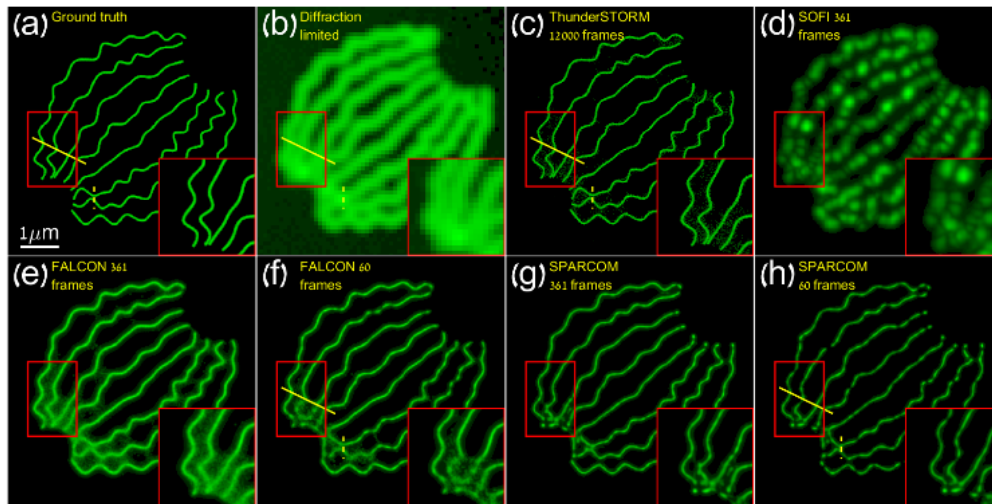 (a) Ground truth
(b) Diffraction
limited
(c) ThunderSTORM
12000 frames
(d) SOFI 361
frames
1μm
(e) FALCON 361
frames
(f) FALCON 60
frames
(g) SPARCOM
361 frames
(h) SPARCOM
60 frames